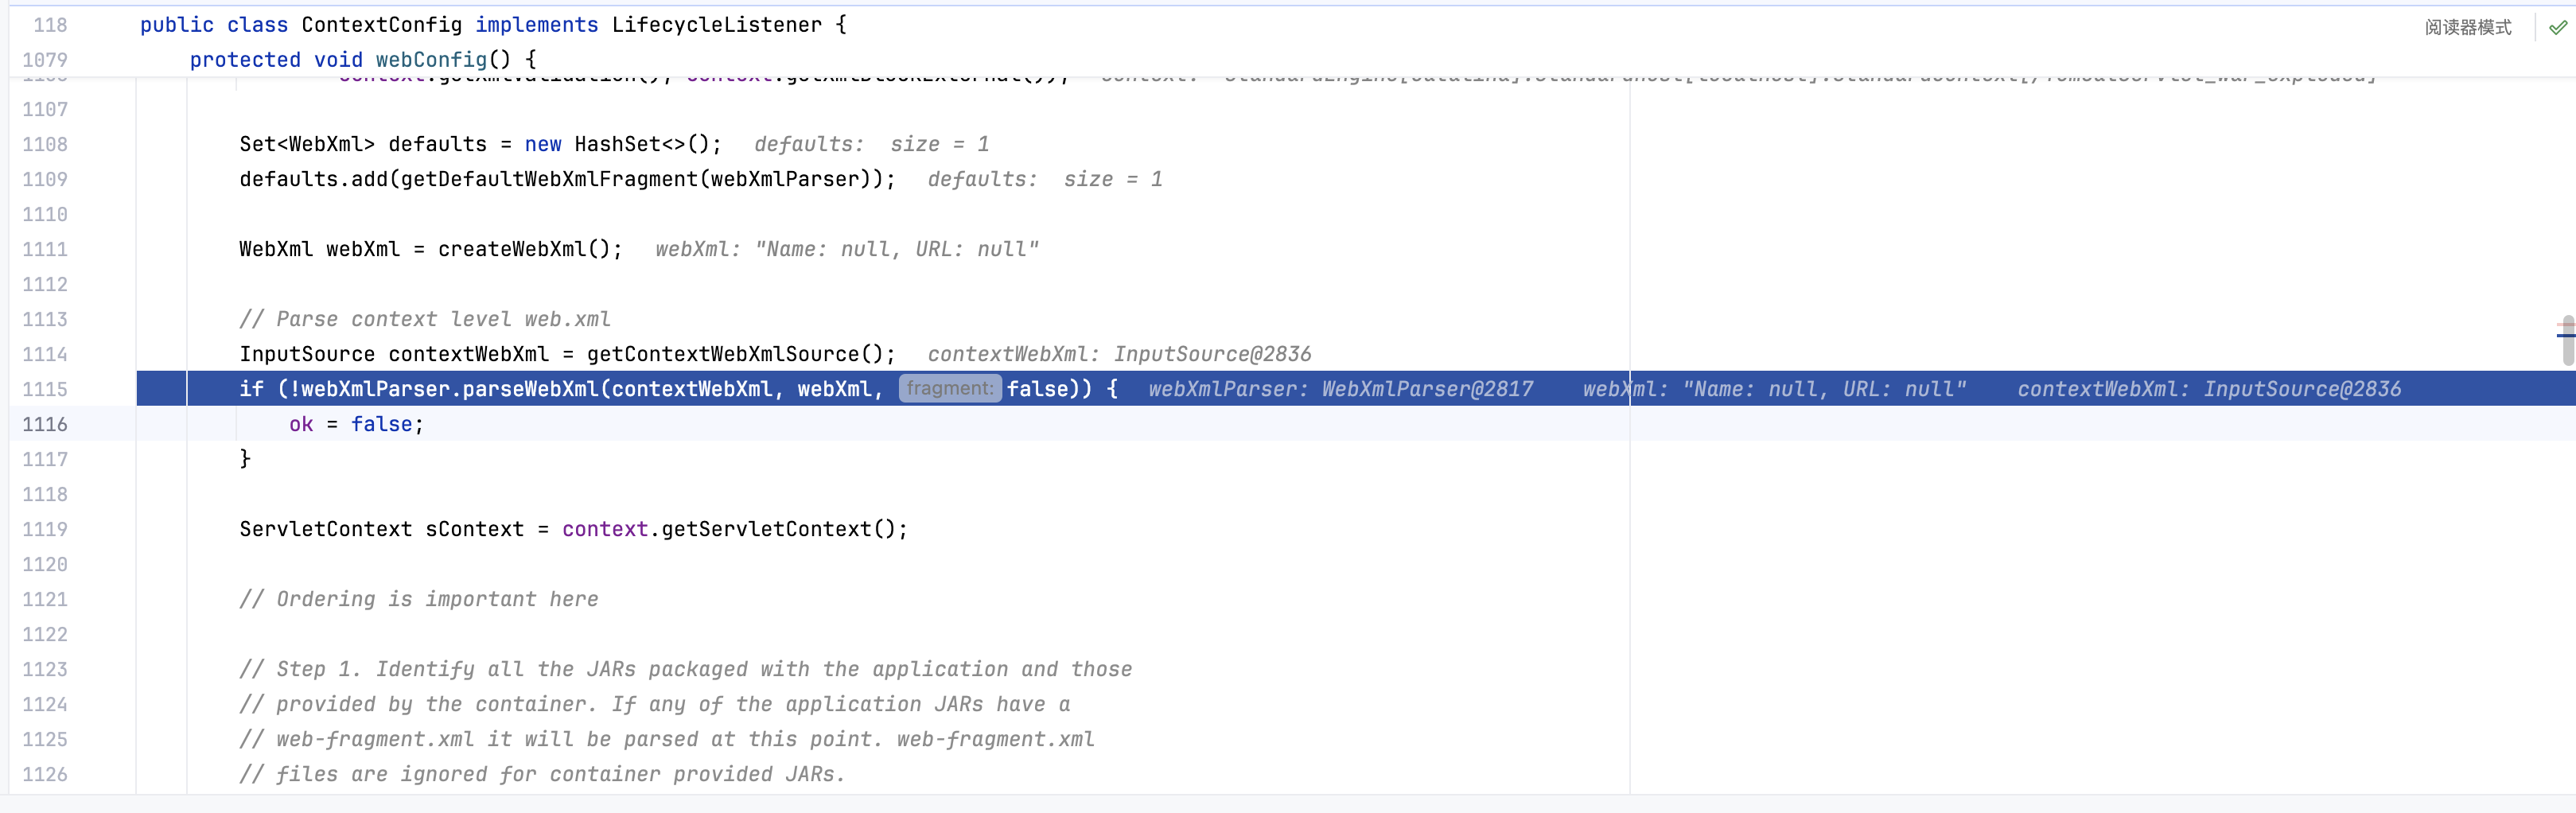 118 public class ContextConfig implements LifecycleListener {
阅读器模式
1079 protected void webConfig() {
1107
1108 Set<WebXml> defaults = new HashSet<>(); defaults: size = 1
1109 defaults.add(getDefaultWebXmlFragment(webXmlParser)); defaults: size = 1
1110
1111 WebXml webXml = createWebXml(); webXml: "Name: null, URL: null"
1112
1113 // Parse context level web.xml
1114 InputSource contextWebXml = getContextWebXmlSource(); contextWebXml: InputSource@2836
1115 if (!webXmlParser.parseWebXml(contextWebXml, webXml, fragment: false)) { webXmlParser: WebXmlParser@2817 webXml: "Name: null, URL: null" contextWebXml: InputSource@2836
1116 ok = false;
1117 }
1118
1119 ServletContext sContext = context.getServletContext();
1120
1121 // Ordering is important here
1122
1123 // Step 1. Identify all the JARs packaged with the application and those
1124 // provided by the container. If any of the application JARs have a
1125 // web-fragment.xml it will be parsed at this point. web-fragment.xml
1126 // files are ignored for container provided JARs.